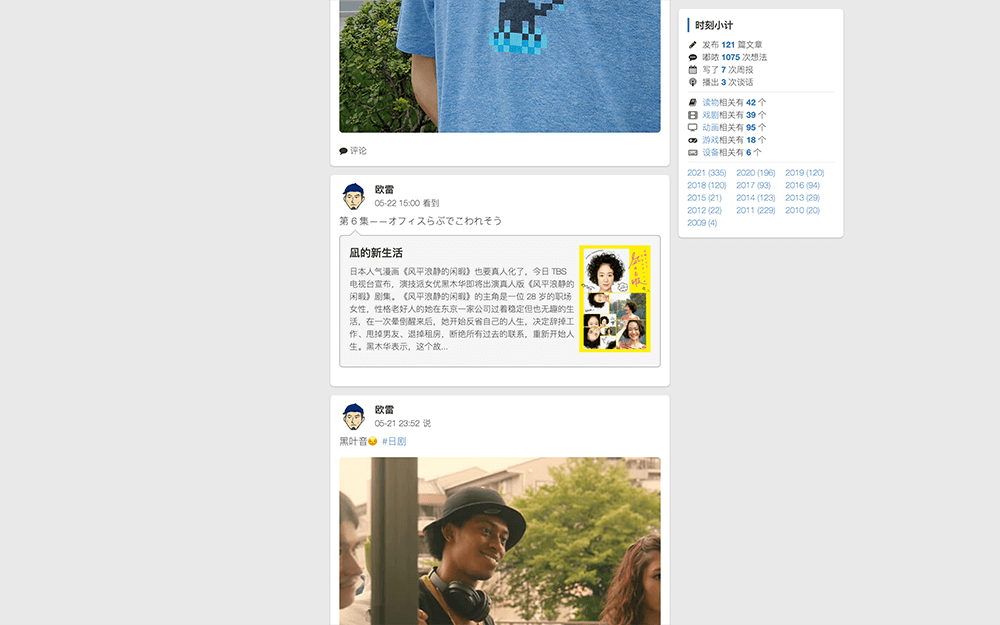 评论
欧雷
05-22 15:00 看到
第 6 集——オフィスらぶでこわれそう
凪的新生活
日本人气漫画《风平浪静的闲暇》也要真人化了，今日 TBS
电视台宣布，演技派女优黑木华即将出演真人版《风平浪静的
闲暇》剧集。《风平浪静的闲暇》的主角是一位 28 岁的职场
女性，性格老好人的她在东京一家公司过着稳定但也无趣的生
活，在一次晕倒醒来后，她开始反省自己的人生，决定辞掉工
作、甩掉男友、退掉租房，断绝所有过去的联系，重新开始人
生。黑木华表示，这个故...
欧雷
05-21 23:52 说
黑叶音😔 #日剧
时刻小计
发布 121 篇文章
嘟哝 1075 次想法
写了 7 次周报
播出 3 次谈话
读物相关有 42 个
戏剧相关有 39 个
动画相关有 95 个
游戏相关有 18 个
设备相关有 6 个
2021 (335) 2020 (196) 2019 (120)
2018 (120) 2017 (93) 2016 (94)
2015 (21) 2014 (123) 2013 (29)
2012 (22) 2011 (229) 2010 (20)
2009 (4)